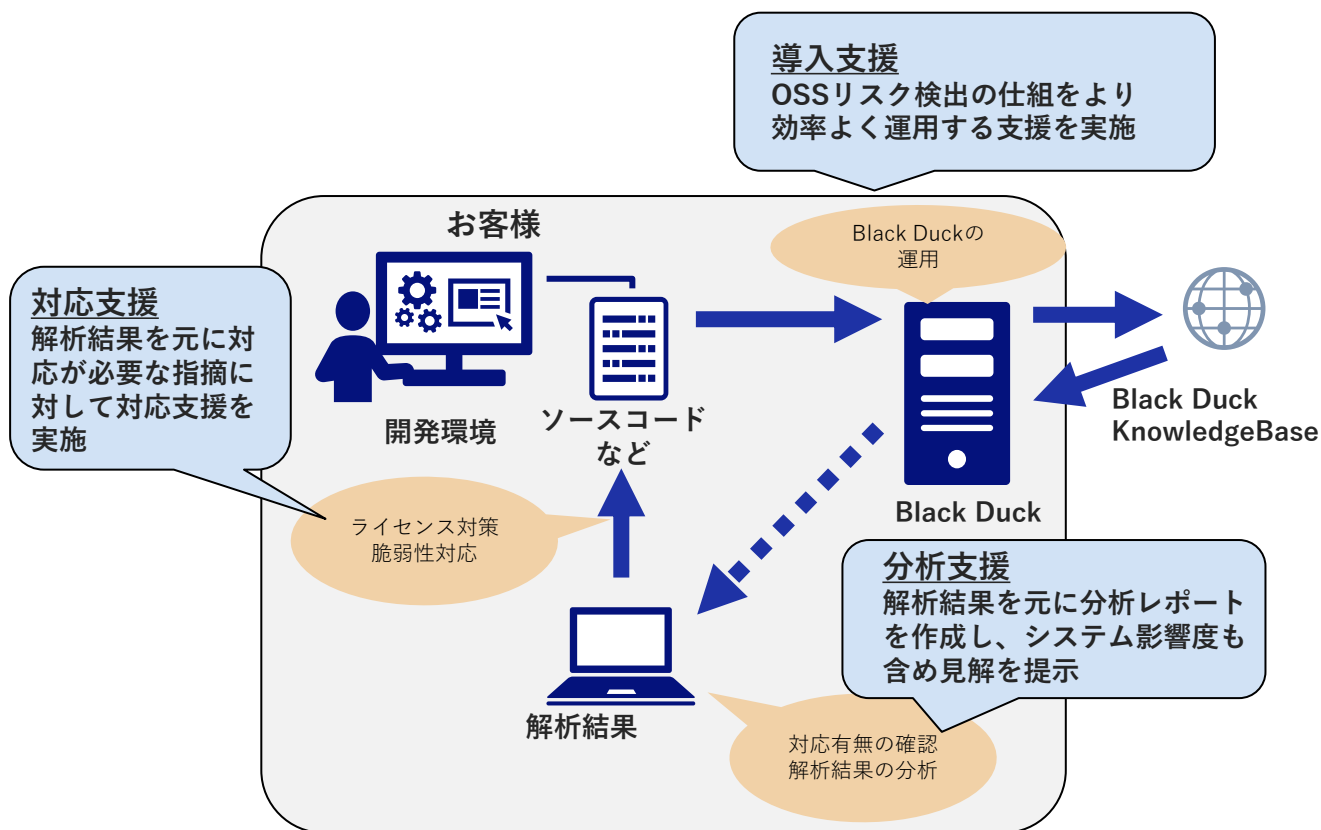 導入支援
OSSリスク検出の仕組をより
効率よく運用する支援を実施
お客様
Black Duckの
運用
対応支援
解析結果を元に対
応が必要な指摘に
対して対応支援を
実施
開発環境
ソースコード
など
Black Duck
KnowledgeBase
Black Duck
ライセンス対策
脆弱性対応
分析支援
解析結果を元に分析レポート
を作成し、システム影響度も
含め見解を提示
解析結果
対応有無の確認
解析結果の分析